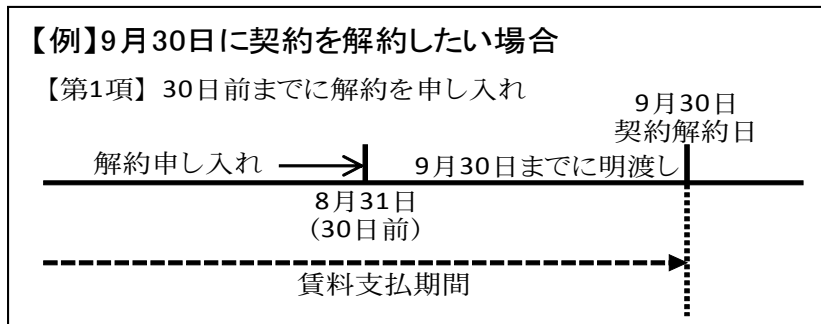 【例】9月30日に契約を解約したい場合
【第1項】30日前までに解約を申し入れ
9月30日
契約解約日
解約申し入れ
9月30日までに明渡し
8月31日
(30日前)
賃料支払期間